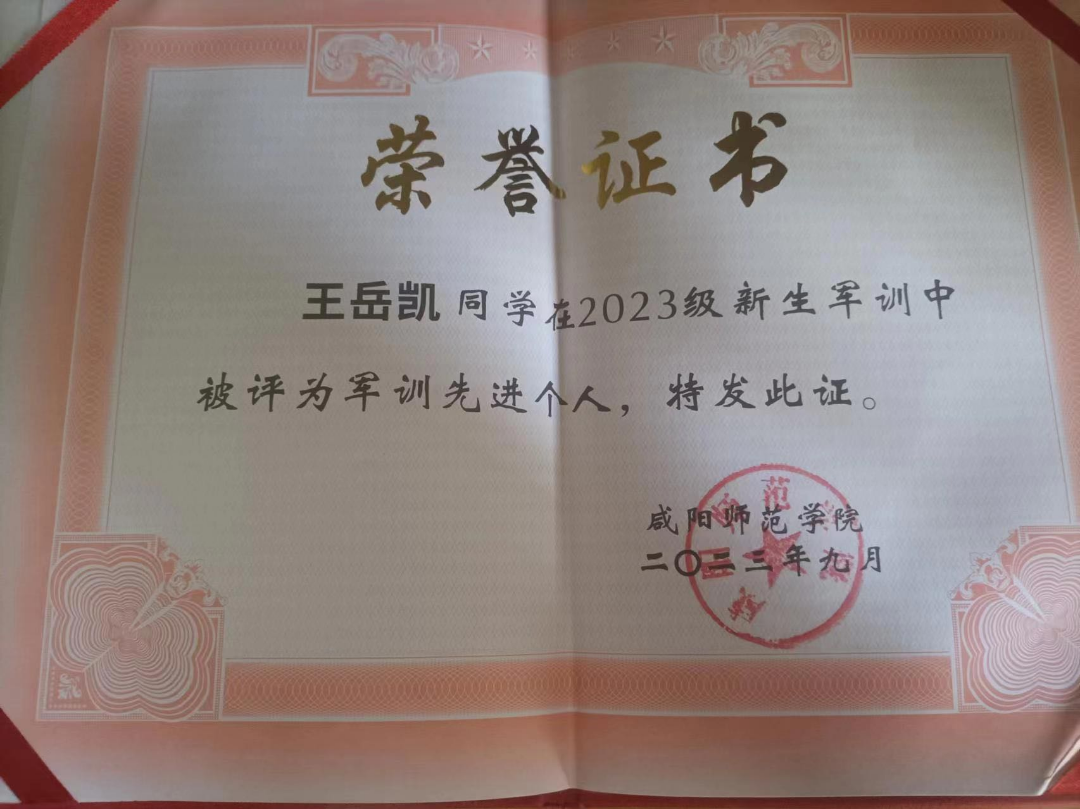 荣誉证书
王岳凯同学在2023级新生军训中
被评为军训先进个人，特发此证。
咸阳师范学院
二〇二三年九月